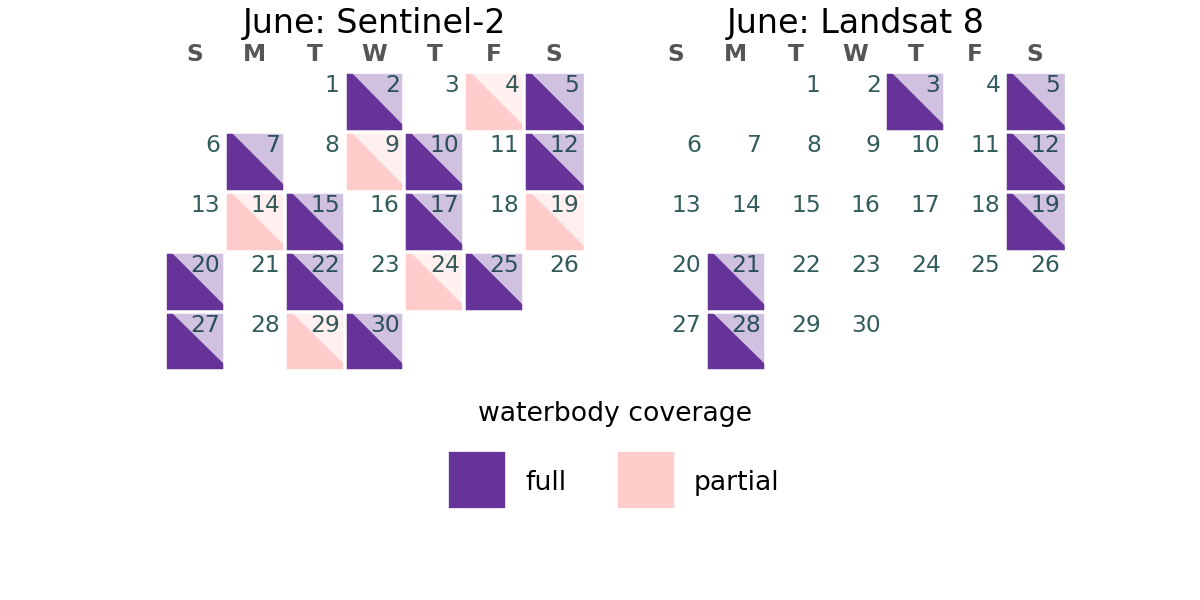 June: Sentinel-2
S M T W T F S
1 2 3 4 5
6 7 8 9 10 11 12
13 14 15 16 17 18 19
20 21 22 23 24 25 26
27 28 29 30
June: Landsat 8
S M T W T F S
1 2 3 4 5
6 7 8 9 10 11 12
13 14 15 16 17 18 19
20 21 22 23 24 25 26
27 28 29 30
waterbody coverage
full partial